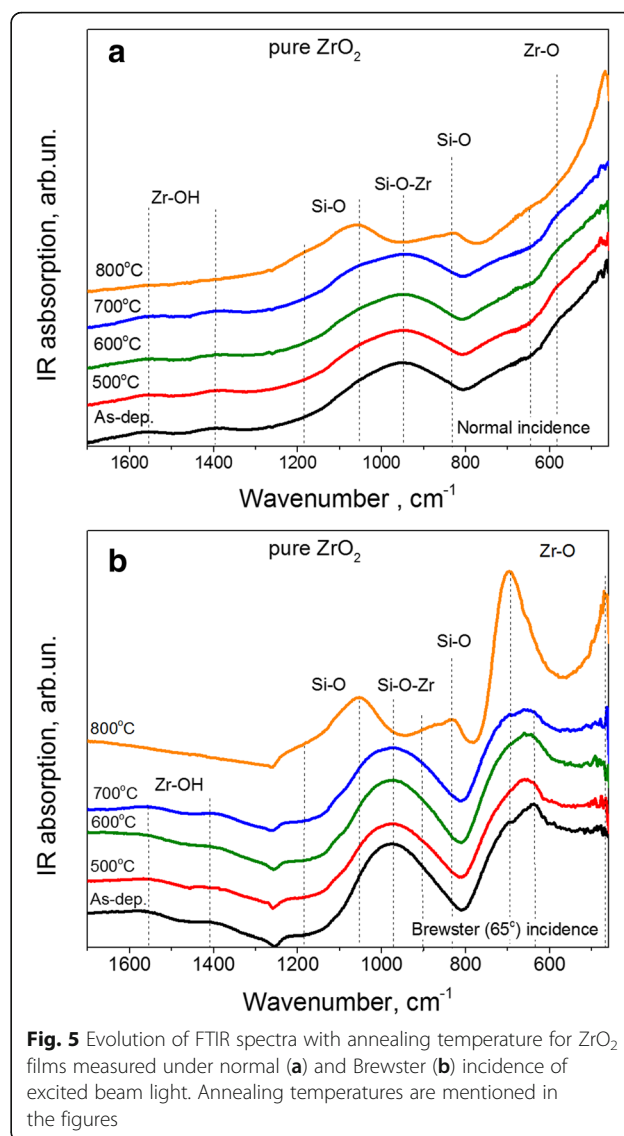 a
pure ZrO₂
Zr-O
Si-O
Si-O-Zr
Si-O
Zr-OH
800°C
700°C
600°C
500°C
As-dep.
Normal incidence
IR asbsorption, arb.un.
1600 1400 1200 1000 800 600
Wavenumber , cm⁻¹
b
pure ZrO₂
Zr-O
Si-O
Si-O-Zr
Si-O
800°C
Zr-OH
700°C
600°C
500°C
As-dep.
Brewster (65°) incidence
IR absorption, arb.un.
1600 1400 1200 1000 800 600
Wavenumber, cm⁻¹
Fig. 5 Evolution of FTIR spectra with annealing temperature for ZrO₂
films measured under normal (a) and Brewster (b) incidence of
excited beam light. Annealing temperatures are mentioned in
the figures